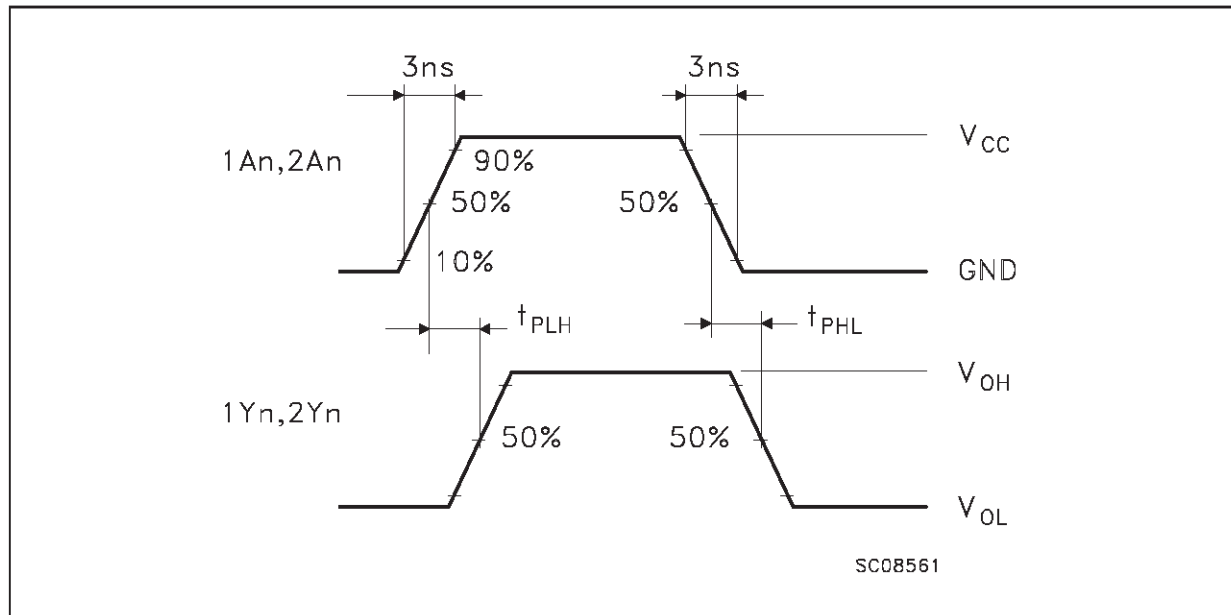 3ns 3ns
V_CC
1An,2An
90%
50% 50%
10%
GND
t_PLH t_PHL
V_OH
1Yn,2Yn
50% 50%
V_OL
SC08561